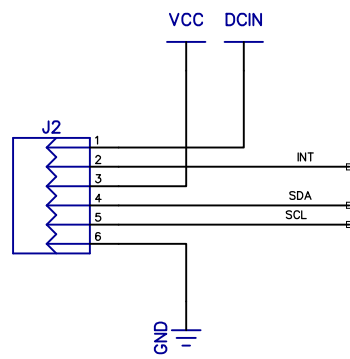 VCC DCIN
J2
1
2 INT
3
4 SDA
5 SCL
6
GND